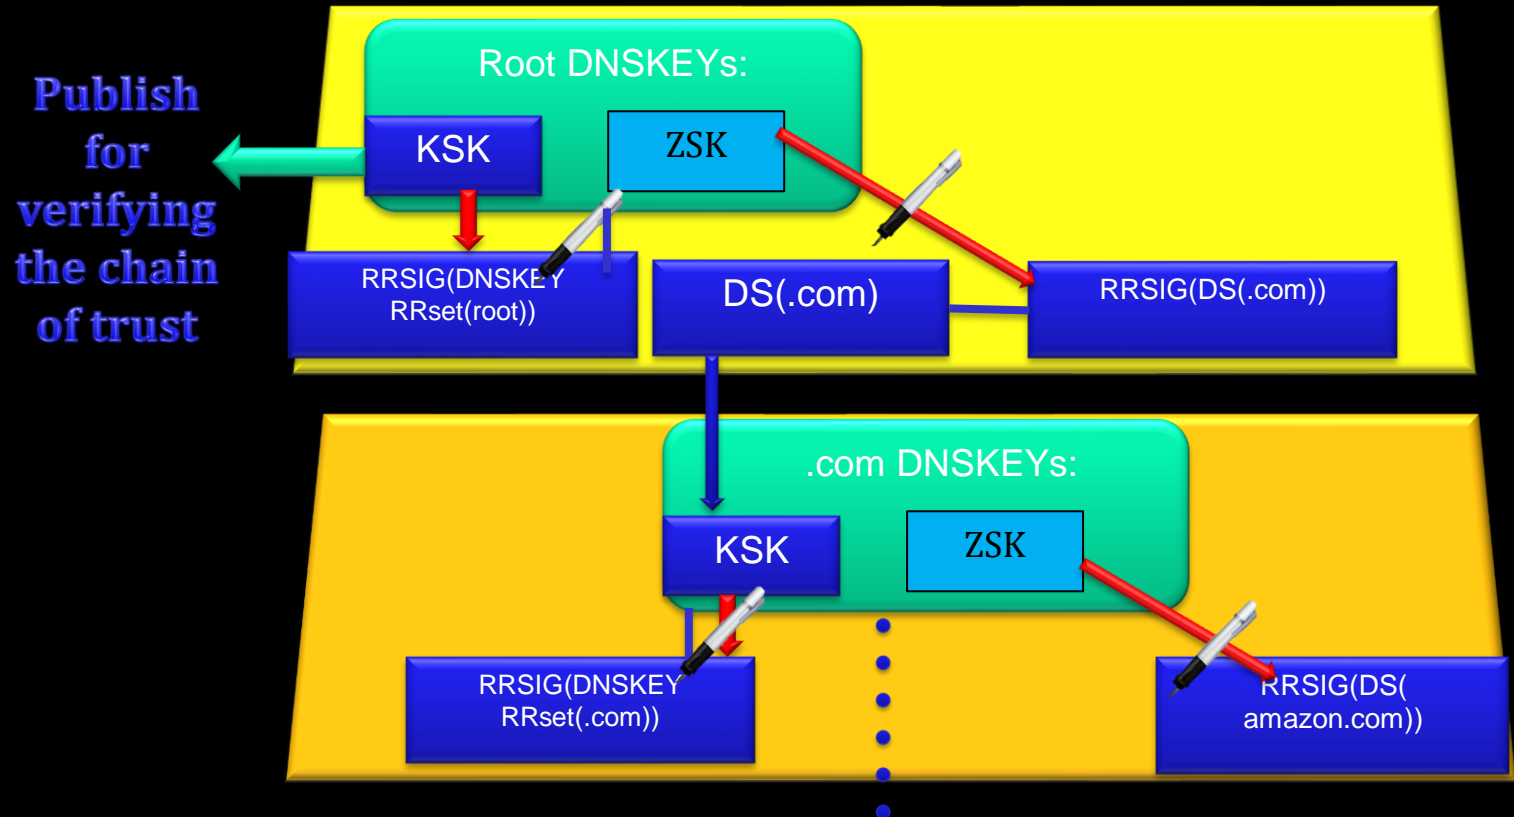 Publish
for
verifying
the chain
of trust
Root DNSKEYs:
KSK
ZSK
RRSIG(DNSKEY
RRset(root))
DS(.com)
RRSIG(DS(.com))
.com DNSKEYs:
KSK
ZSK
RRSIG(DNSKEY
RRset(.com))
RRSIG(DS(
amazon.com))